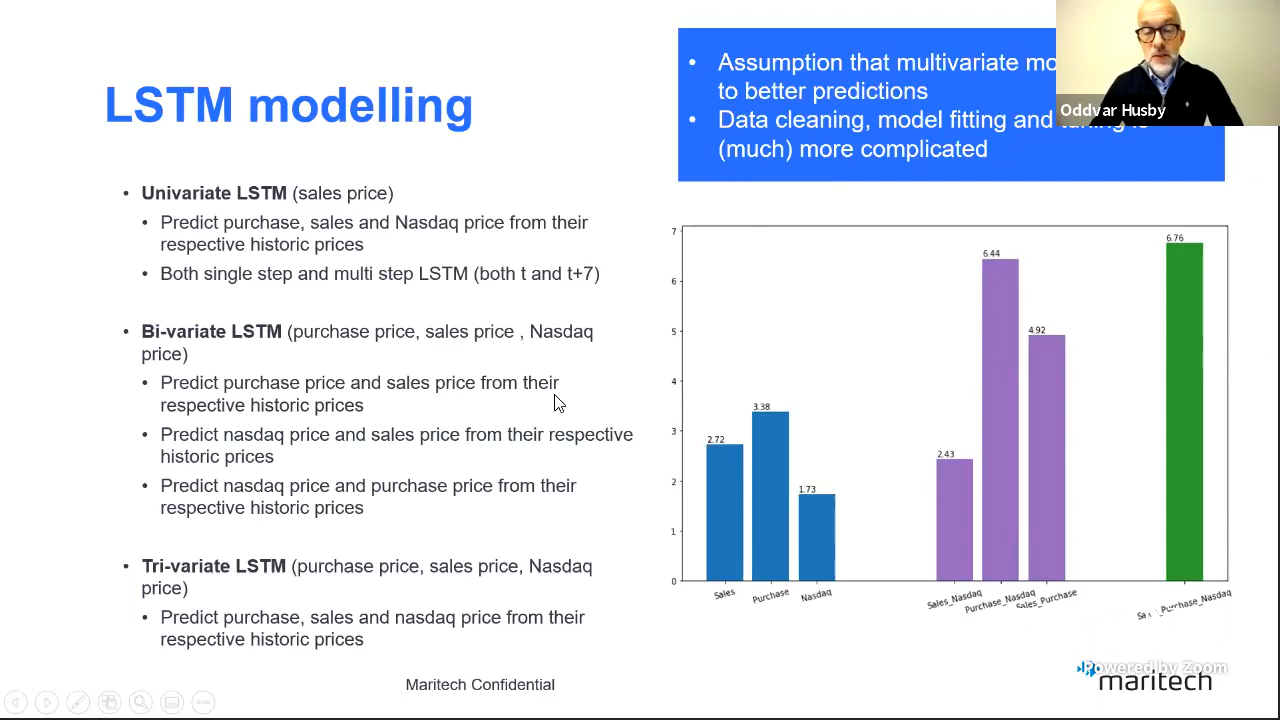 LSTM modelling
• Univariate LSTM (sales price)
• Predict purchase, sales and Nasdaq price from their
respective historic prices
• Both single step and multi step LSTM (both t and t+7)
• Bi-variate LSTM (purchase price, sales price , Nasdaq
price)
• Predict purchase price and sales price from their
respective historic prices
• Predict nasdaq price and sales price from their respective
historic prices
• Predict nasdaq price and purchase price from their
respective historic prices
• Tri-variate LSTM (purchase price, sales price, Nasdaq
price)
• Predict purchase, sales and nasdaq price from their
respective historic prices
• Assumption that multivariate
to better predictions
• Data cleaning, model fitting and
(much) more complicated
Oddvar Husby
7
6
5
4
3
2
1
0
2.72
3.38
1.73
2.43
6.44
4.92
6.76
Sales
Purchase
Nasdaq
Sales_Nasdaq
Purchase_Nasdaq
Sales_Purchase
Purchase_Nasdaq
Maritech Confidential
Powered by Zoom
maritech